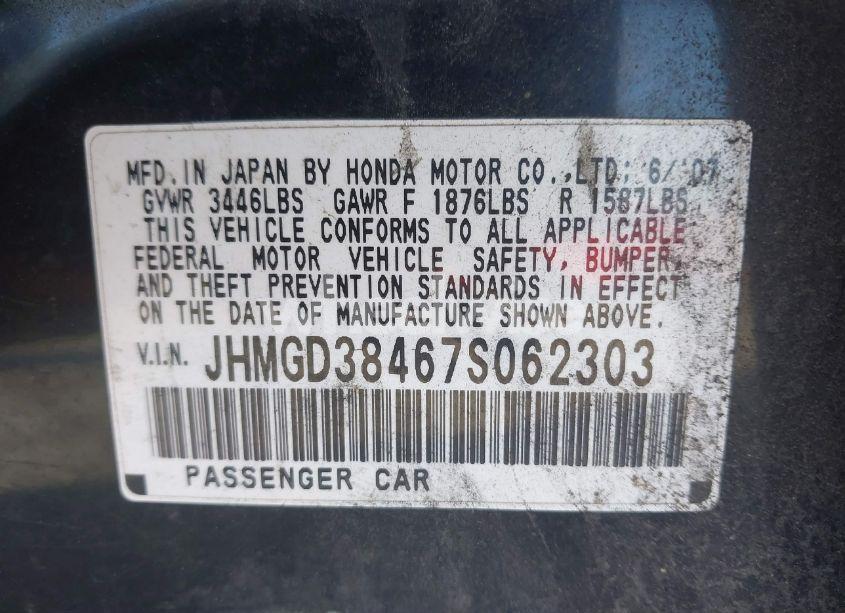 MFD. IN JAPAN BY HONDA MOTOR CO., LTD; 6/'07
GVWR 3446LBS GAWR F 1876LBS R 1587LBS
THIS VEHICLE CONFORMS TO ALL APPLICABLE
FEDERAL MOTOR VEHICLE SAFETY, BUMPER,
AND THEFT PREVENTION STANDARDS IN EFFECT
ON THE DATE OF MANUFACTURE SHOWN ABOVE.
V.I.N. JHMGD38467S062303
PASSENGER CAR